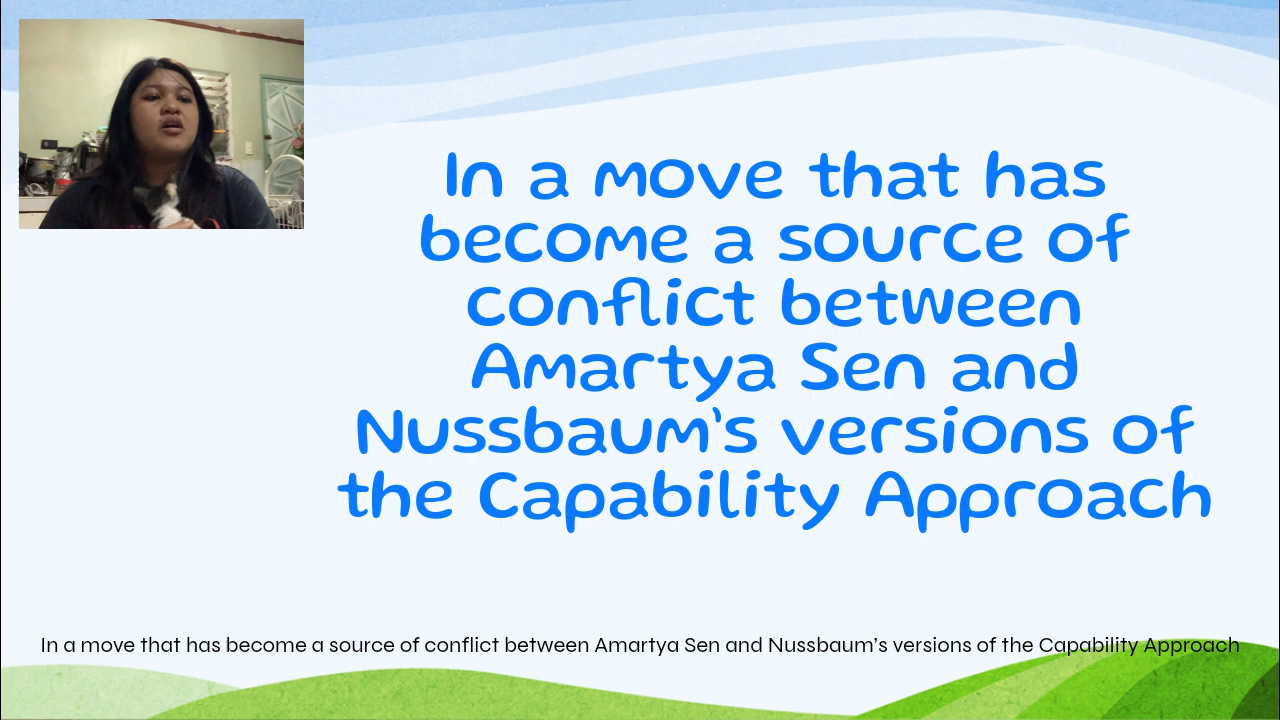 In a move that has
become a source of
conflict between
Amartya Sen and
Nussbaum's versions of
the Capability Approach
In a move that has become a source of conflict between Amartya Sen and Nussbaum’s versions of the Capability Approach